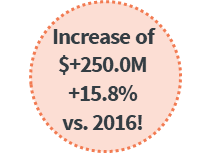 Increase of
$+250.0M
+15.8%
vs. 2016!